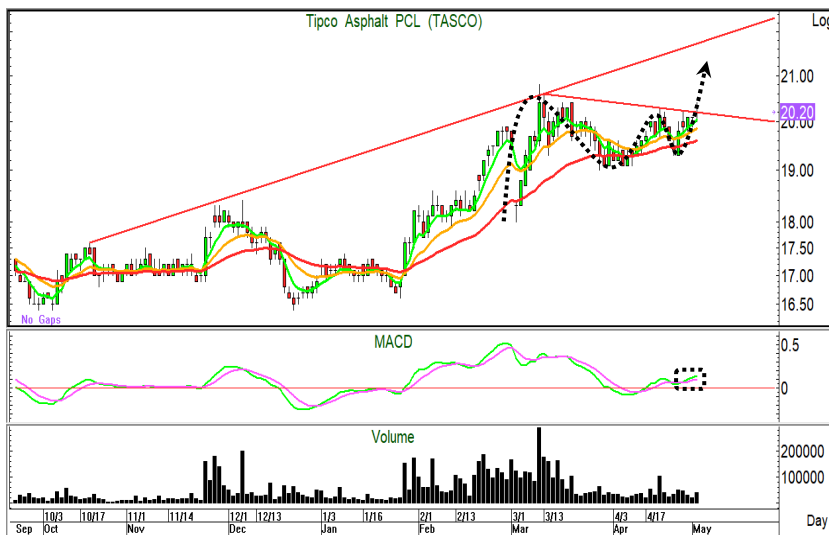 Tipco Asphalt PCL (TASCO)
Log
21.00
20.20
20.00
19.00
18.00
17.50
17.00
16.50
No Gaps
MACD
0.5
0
Volume
200000
100000
10/3 10/17 11/1 11/14 12/1 12/13 1/3 1/16 2/1 2/13 3/1 3/13 4/3 4/17
Day
Sep Oct Nov Dec Jan Feb Mar Apr May